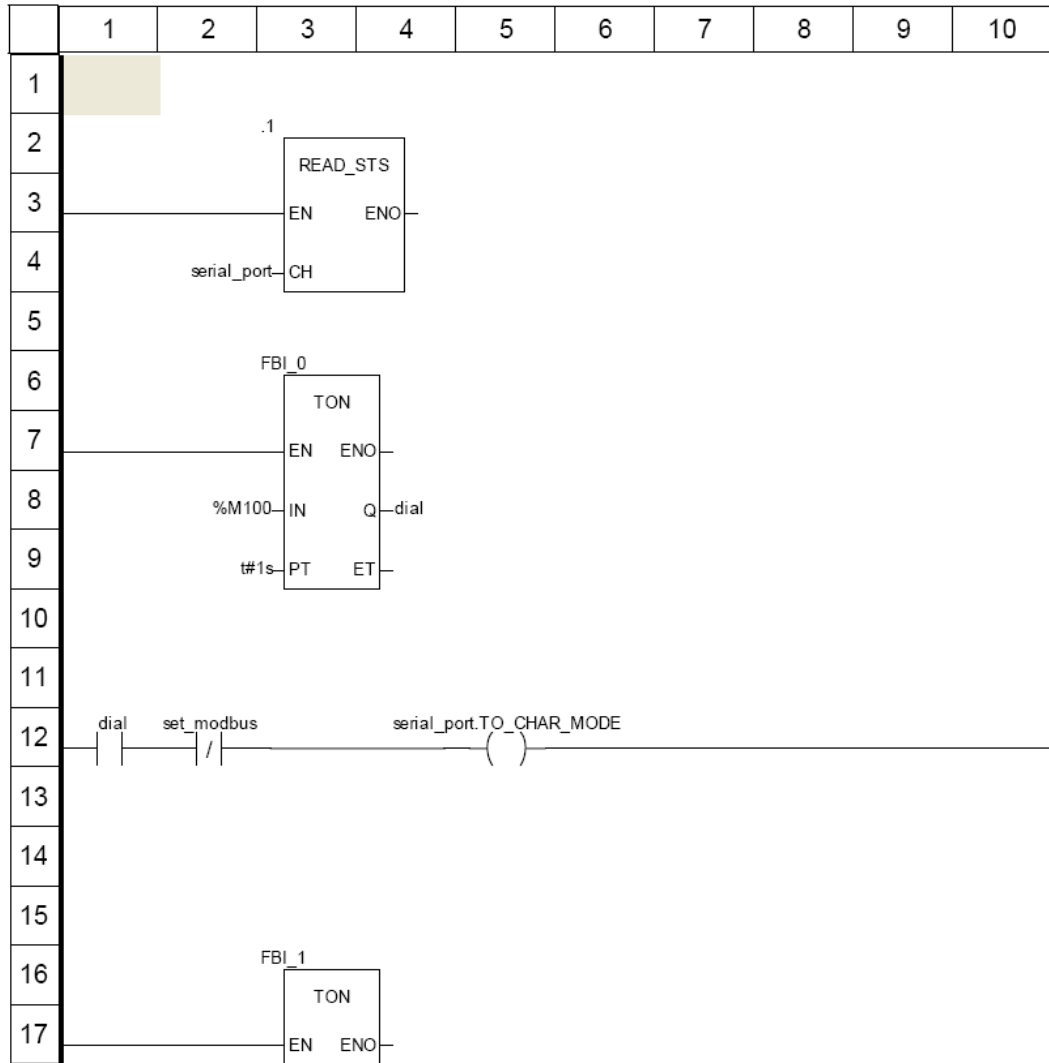 1 2 3 4 5 6 7 8 9 10
1
.1
2
READ_STS
3
EN ENO
4
serial_port CH
5
FBI_0
6
TON
7
EN ENO
8
%M100 IN Q dial
9
t#1s PT ET
10
11
dial set_modbus serial_port.TO_CHAR_MODE
12
/
13
14
15
FBI_1
16
TON
17
EN ENO